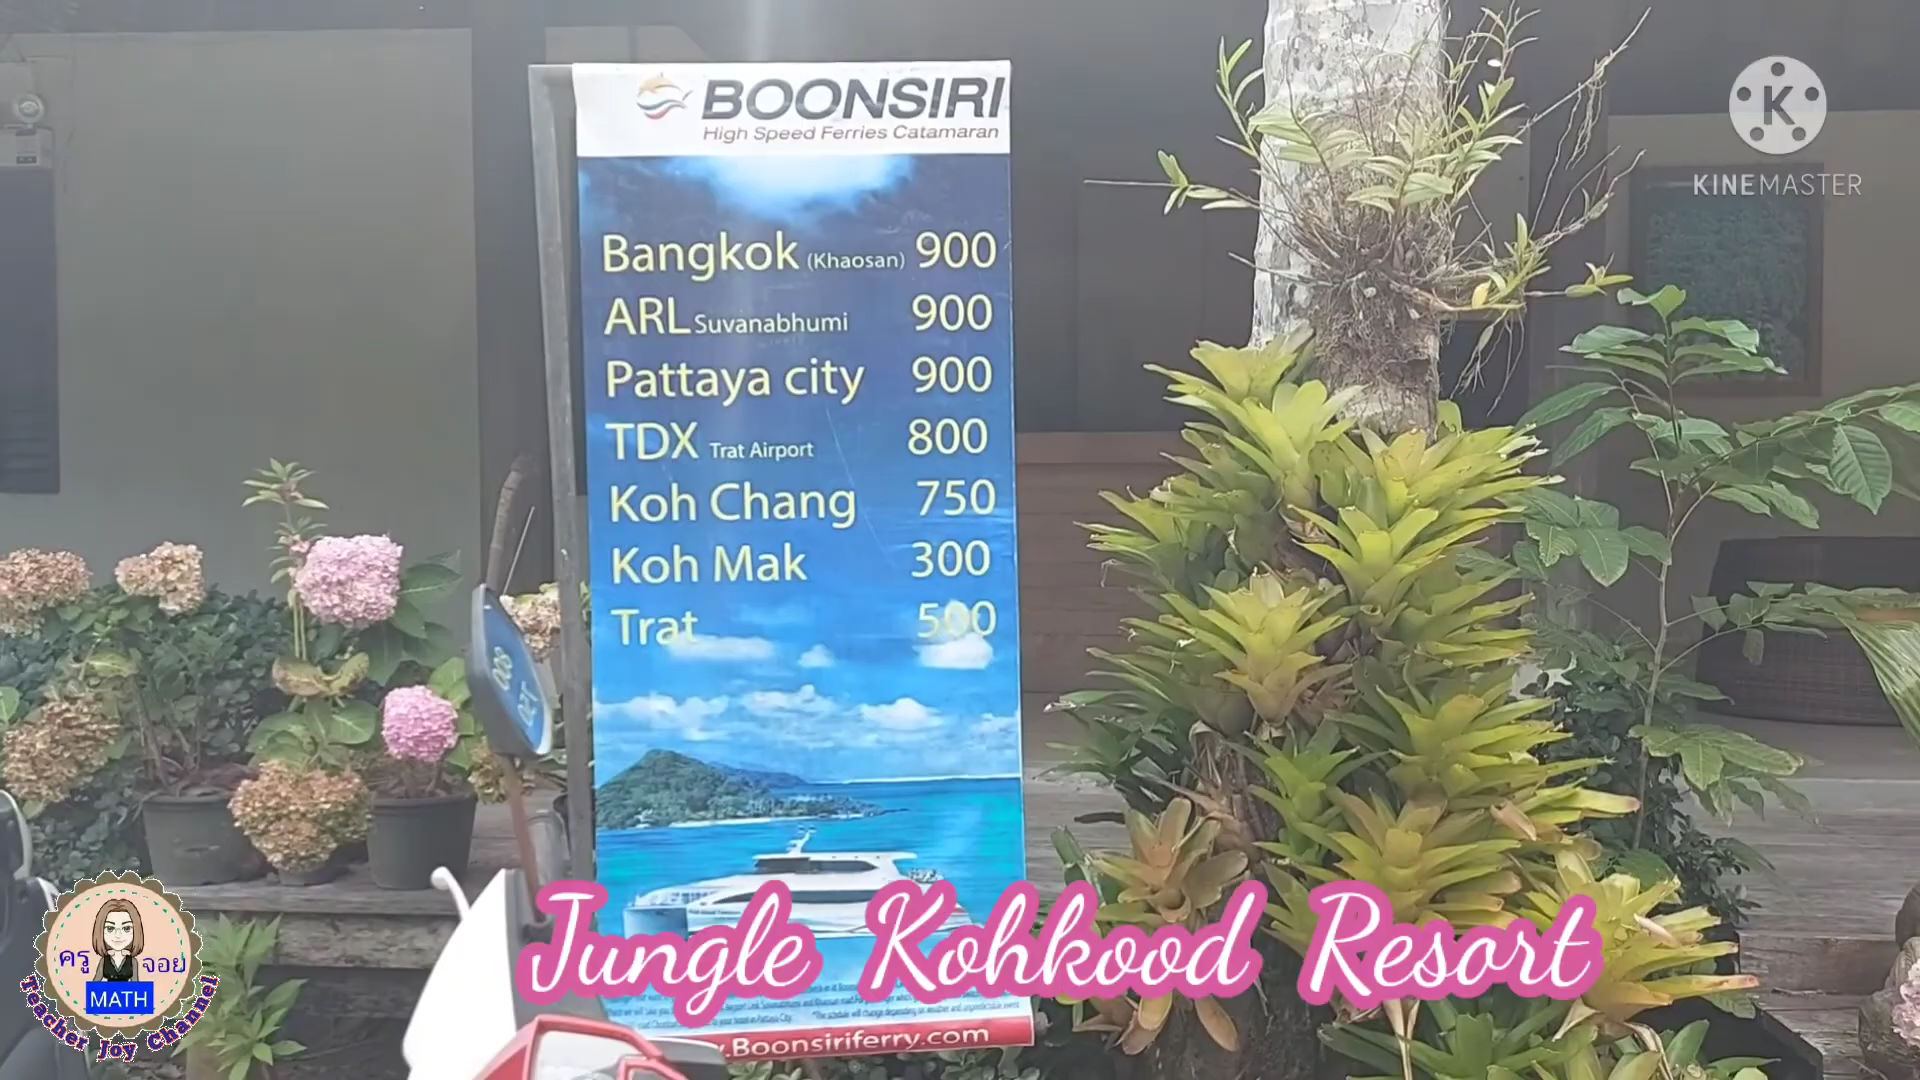 BOONSIRI
High Speed Ferries Catamaran
Bangkok (Khaosan) 900
ARL Suvanabhumi 900
Pattaya city 900
TDX Trat Airport 800
Koh Chang 750
Koh Mak 300
Trat 500
.Boonsiriferry.com
Jungle Kohkood Resort
KINEMASTER
ครูจอย
MATH
Teacher Joy Channel